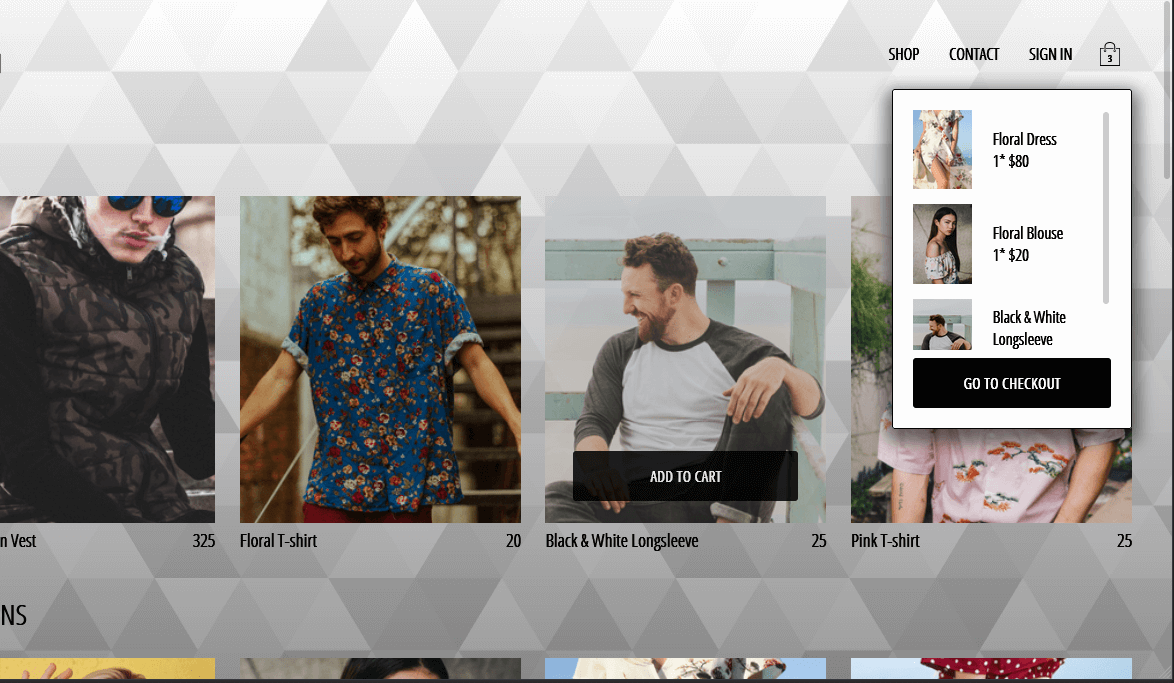 SHOP CONTACT SIGN IN 3
Floral Dress
1* $80
Floral Blouse
1* $20
Black & White
Longsleeve
GO TO CHECKOUT
ADD TO CART
n Vest 325
Floral T-shirt 20
Black & White Longsleeve 25
Pink T-shirt 25
NS